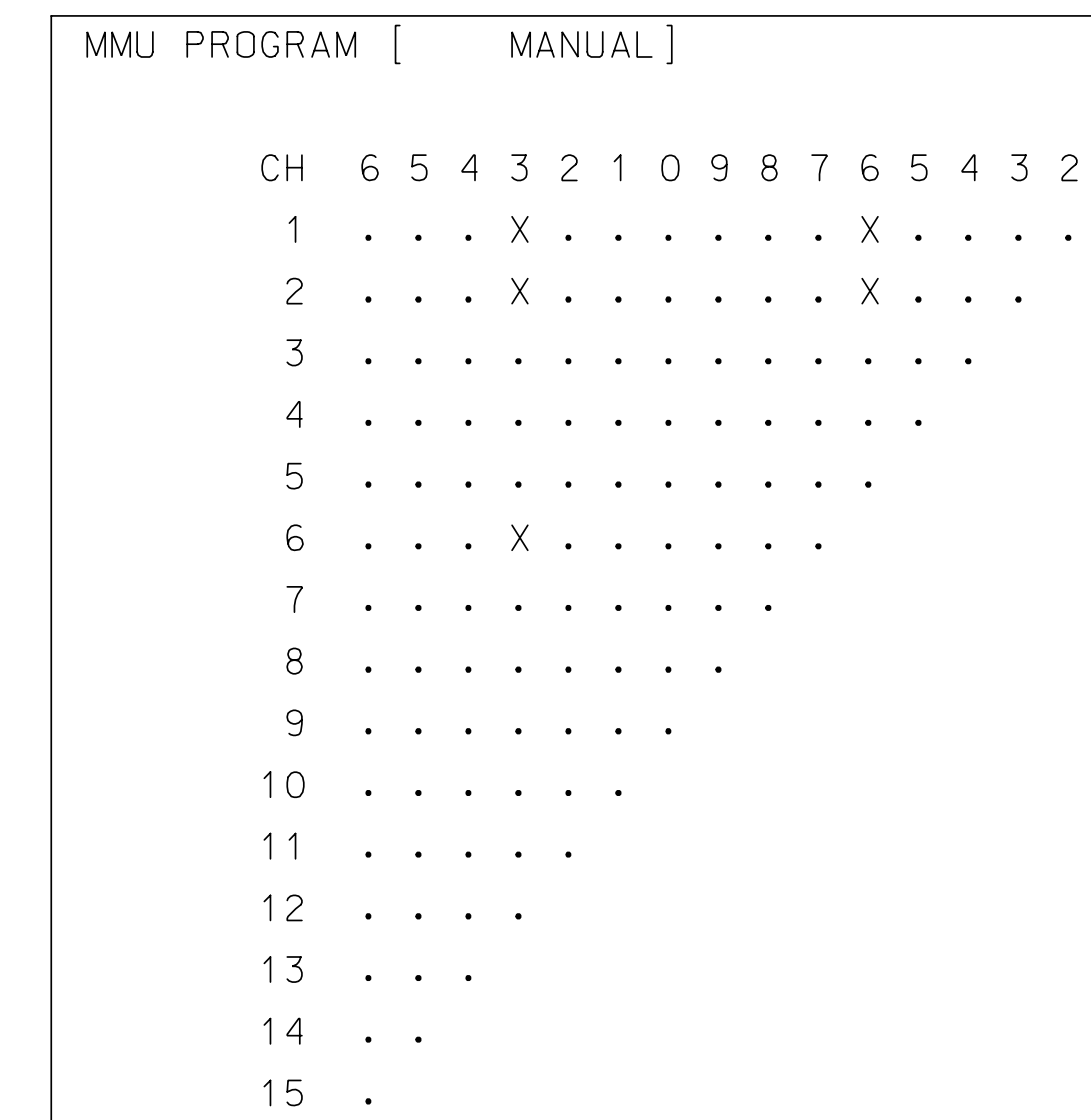 MMU PROGRAM [ MANUAL]
CH 6 5 4 3 2 1 0 9 8 7 6 5 4 3 2
1 . . . X . . . . . . X . . . .
2 . . . X . . . . . . X . . .
3 . . . . . . . . . . . . .
4 . . . . . . . . . . . .
5 . . . . . . . . . . .
6 . . . X . . . . . .
7 . . . . . . . . .
8 . . . . . . . .
9 . . . . . . .
10 . . . . . .
11 . . . . .
12 . . . .
13 . . .
14 . .
15 .